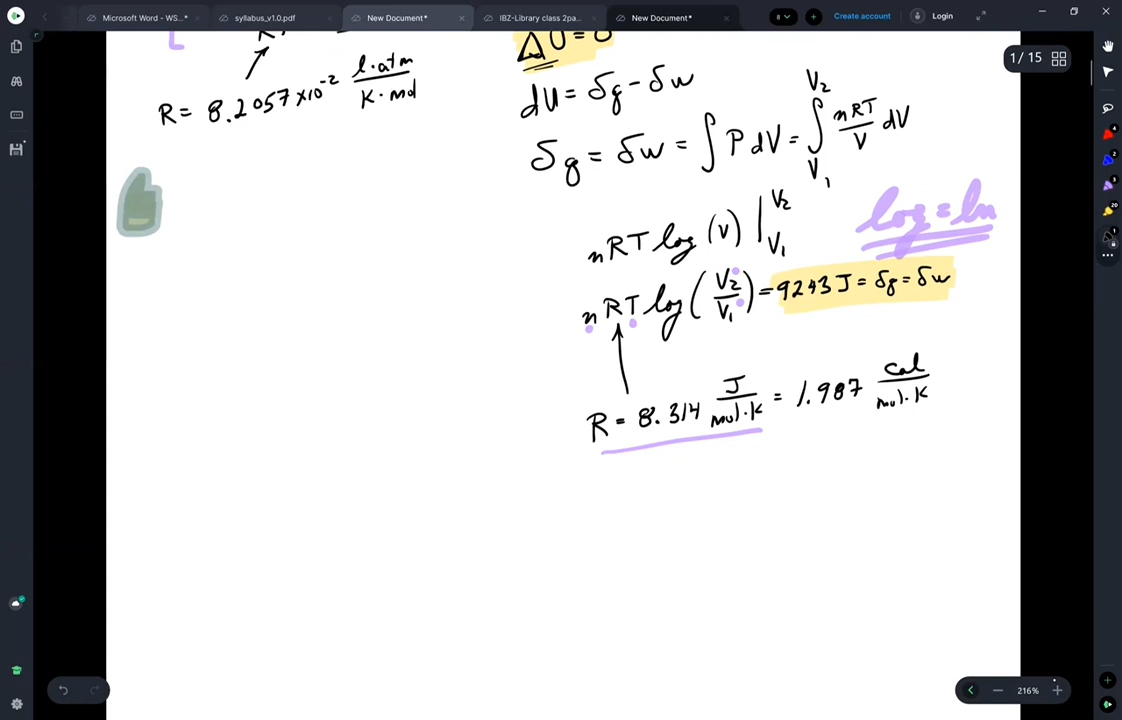 Microsoft Word - WS...*
syllabus_v1.0.pdf
New Document*
IBZ-Library class 2pa...
New Document*
8
Create account
Login
1 / 15
R = 8.2057×10⁻² l·atm / K·mol
ΔU = 0
dU = δq - δw
δq = δw = ∫ P dV = ∫_{V₁}^{V₂} nRT/V dV
nRT log (V) |_{V₁}^{V₂}
log = ln
nRT log (V₂/V₁) = 9243 J = δq = δw
R = 8.314 J/mol·K = 1.987 cal/mol·K
216%